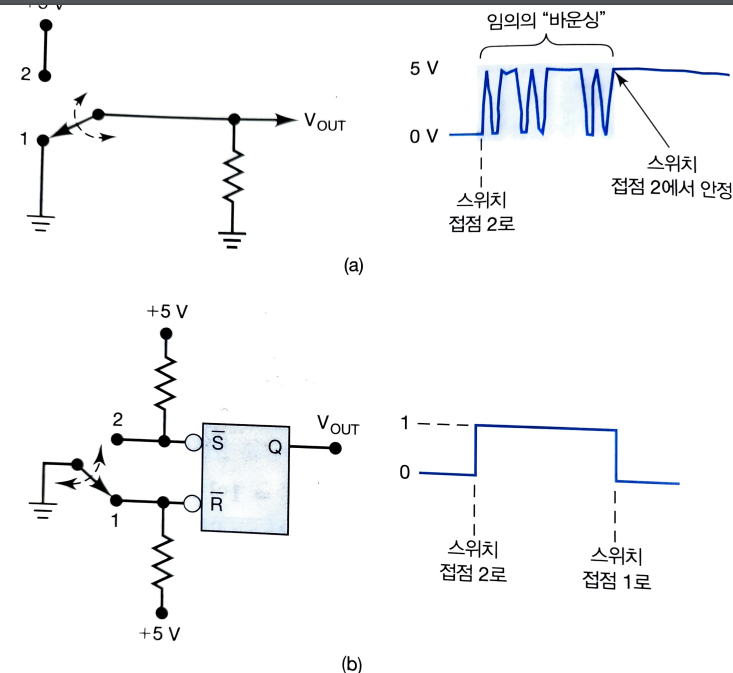 2
1
V_OUT
임의의 “바운싱”
5 V
0 V
스위치
접점 2로
스위치
접점 2에서 안정
(a)
+5 V
2
1
S̅
R̅
Q
V_OUT
+5 V
1
0
스위치
접점 2로
스위치
접점 1로
(b)